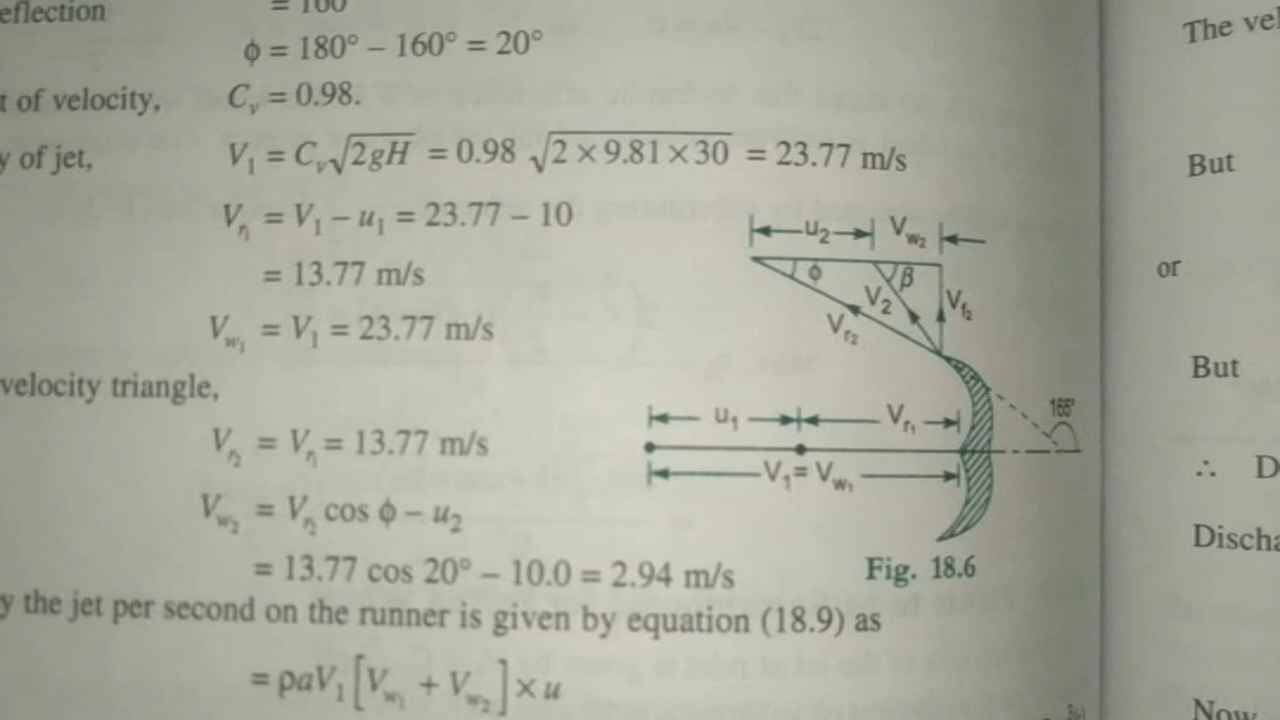 eflection = 160
ϕ = 180° – 160° = 20°
t of velocity, Cᵥ = 0.98.
y of jet, V₁ = Cᵥ√2gH = 0.98 √2 × 9.81 × 30 = 23.77 m/s
V_r₁ = V₁ – u₁ = 23.77 – 10
= 13.77 m/s
V_w₁ = V₁ = 23.77 m/s
velocity triangle,
V_r₂ = V_r₁ = 13.77 m/s
V_w₂ = V_r₂ cos ϕ – u₂
= 13.77 cos 20° – 10.0 = 2.94 m/s
y the jet per second on the runner is given by equation (18.9) as
= ρaV₁ [V_w₁ + V_w₂] × u
u₂ V_w₂
ϕ β
V₂ V_f₂
V_r₂
165°
u₁ V_r₁
V₁ = V_w₁
Fig. 18.6
The vel
But
or
But
∴ D
Discha
Now